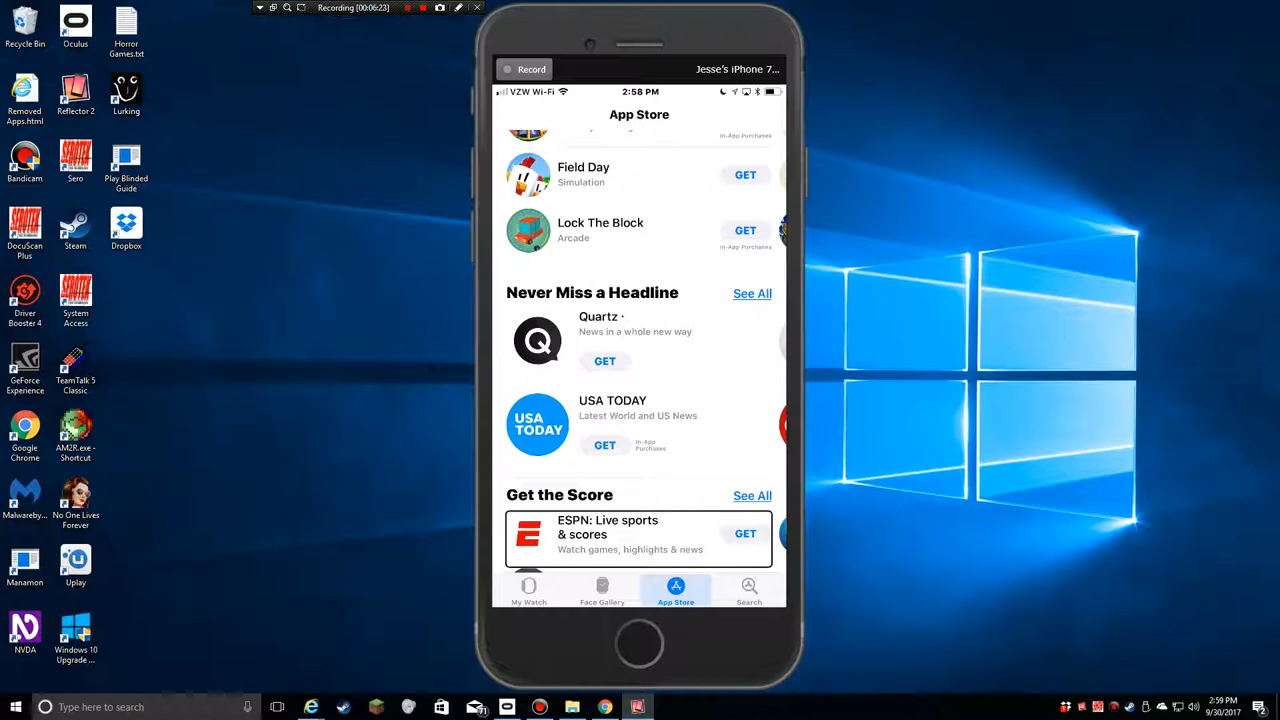 Recording [00:06:23]
Recycle Bin
Oculus
Horror
Games.txt
Removed
Apps.html
Reflector 2
Lurking
Bandicam
Sero
Play Blinded
Guide
DocuScan
Plus
Steam
Dropbox
Driver
Booster 4
System
Access
GeForce
Experience
TeamTalk 5
Classic
Google
Chrome
AM2R.exe -
Shortcut
Malwareby...
No One Lives
Forever
Manamon
Uplay
NVDA
Windows 10
Upgrade ...
SEROTEK
Record
Jesse's iPhone 7...
VZW Wi-Fi
2:58 PM
App Store
In-App Purchases
Field Day
Simulation
GET
Lock The Block
Arcade
GET
In-App Purchases
Never Miss a Headline
See All
Quartz ·
News in a whole new way
GET
USA TODAY
USA TODAY
Latest World and US News
GET
In-App
Purchases
Get the Score
See All
ESPN: Live sports
& scores
Watch games, highlights & news
GET
My Watch
Face Gallery
App Store
Search
Type here to search
2:59 PM
9/30/2017